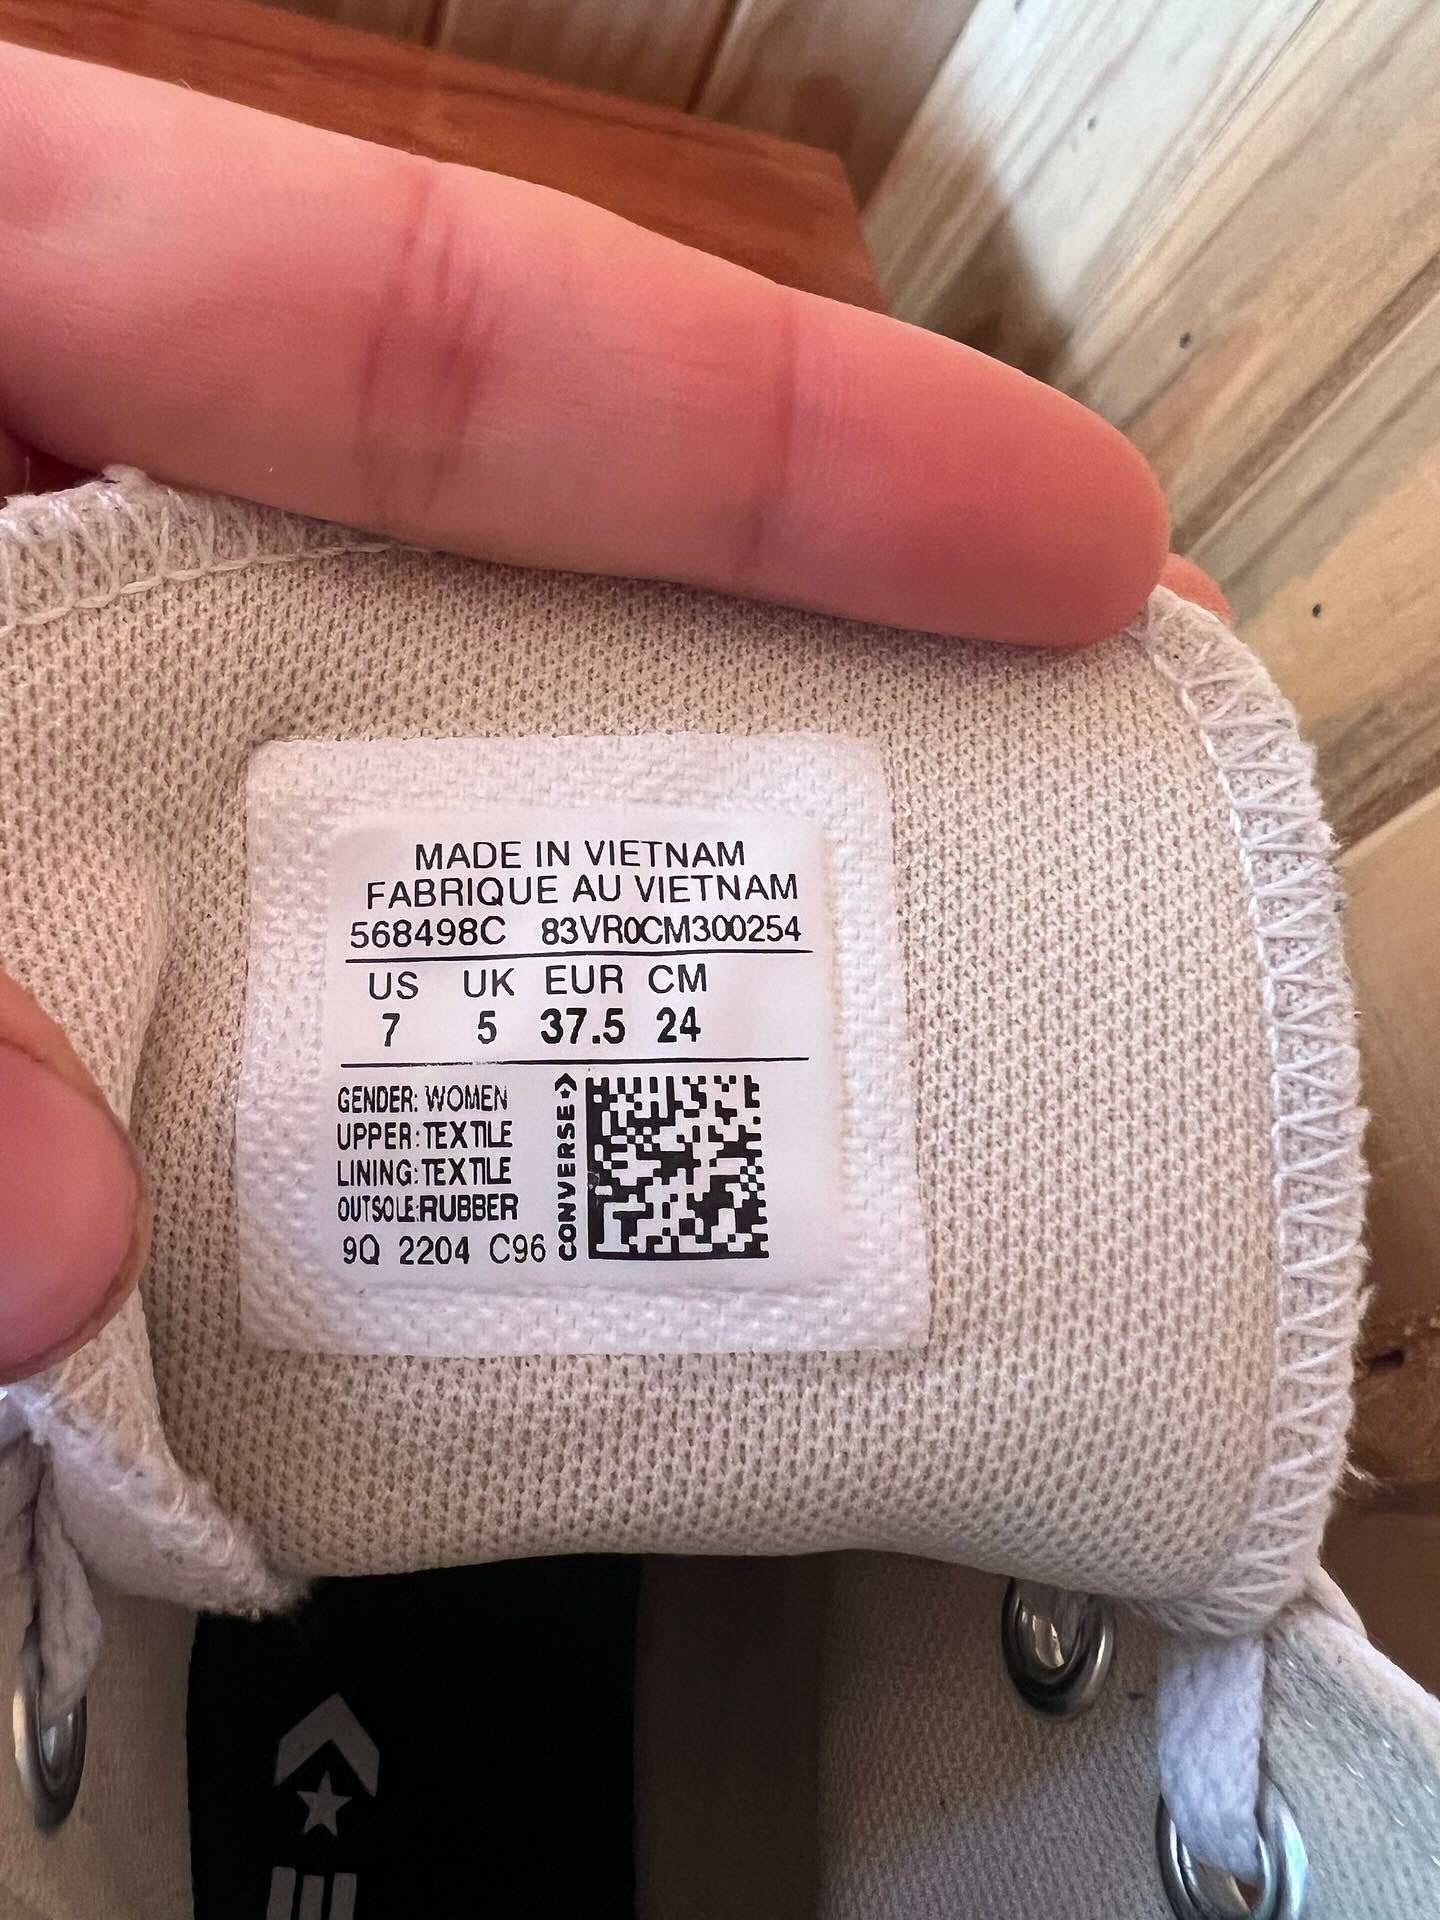 MADE IN VIETNAM
FABRIQUE AU VIETNAM
568498C 83VR0CM300254
US UK EUR CM
7 5 37.5 24
GENDER: WOMEN
UPPER: TEXTILE
LINING: TEXTILE
OUTSOLE: RUBBER
9Q 2204 C96
CONVERSE